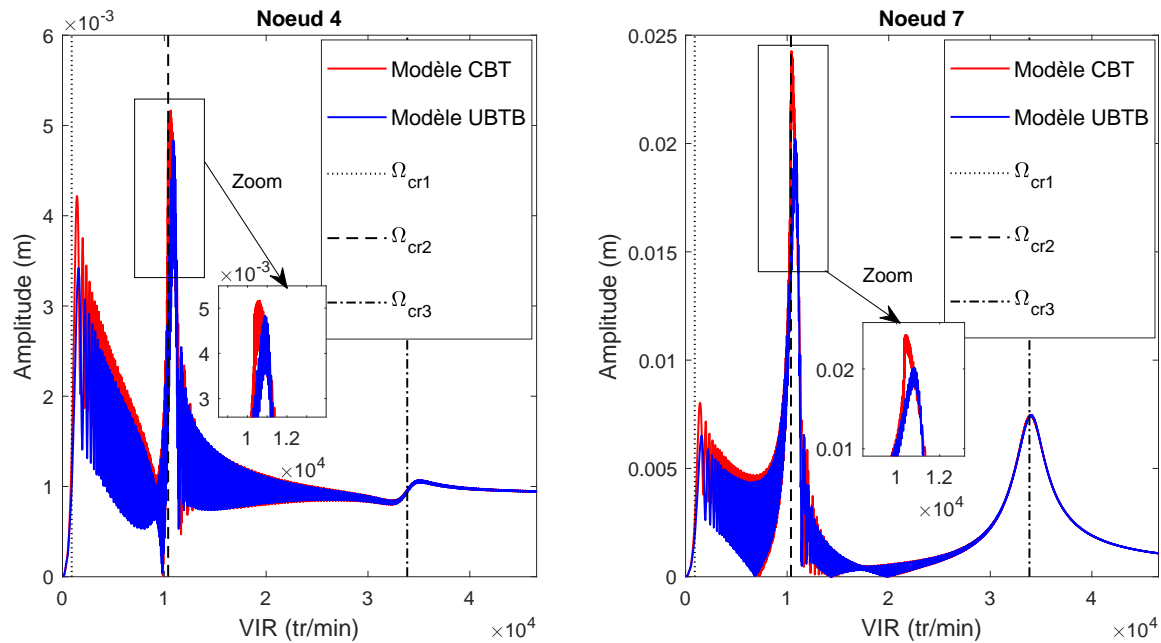 Noeud 4
×10⁻³
6
5
4
3
2
1
0
Amplitude (m)
0
1
2
3
4
VIR (tr/min)
×10⁴
Modèle CBT
Modèle UBTB
Ω_cr1
Ω_cr2
Ω_cr3
Zoom
×10⁻³
5
4
3
1
1.2
×10⁴
Noeud 7
0.025
0.02
0.015
0.01
0.005
0
Amplitude (m)
0
1
2
3
4
VIR (tr/min)
×10⁴
Modèle CBT
Modèle UBTB
Ω_cr1
Ω_cr2
Ω_cr3
Zoom
0.02
0.01
1
1.2
×10⁴